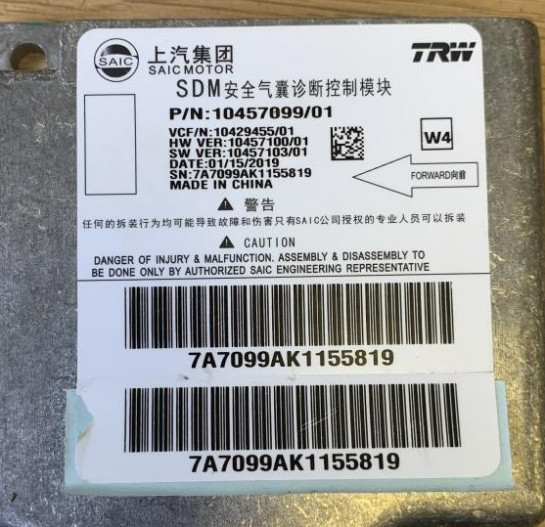 SAIC 上汽集团 TRW
SAIC MOTOR
SDM安全气囊诊断控制模块
P/N:10457099/01
VCF/N:10429455/01
HW VER:10457100/01
SW VER:10457103/01
DATE:01/15/2019
SN:7A7099AK1155819
MADE IN CHINA
W4
FORWARD向前
警告
任何的拆装行为均可能导致故障和伤害只有SAIC公司授权的专业人员可以拆装
CAUTION
DANGER OF INJURY & MALFUNCTION. ASSEMBLY & DISASSEMBLY TO
BE DONE ONLY BY AUTHORIZED SAIC ENGINEERING REPRESENTATIVE
7A7099AK1155819
7A7099AK1155819